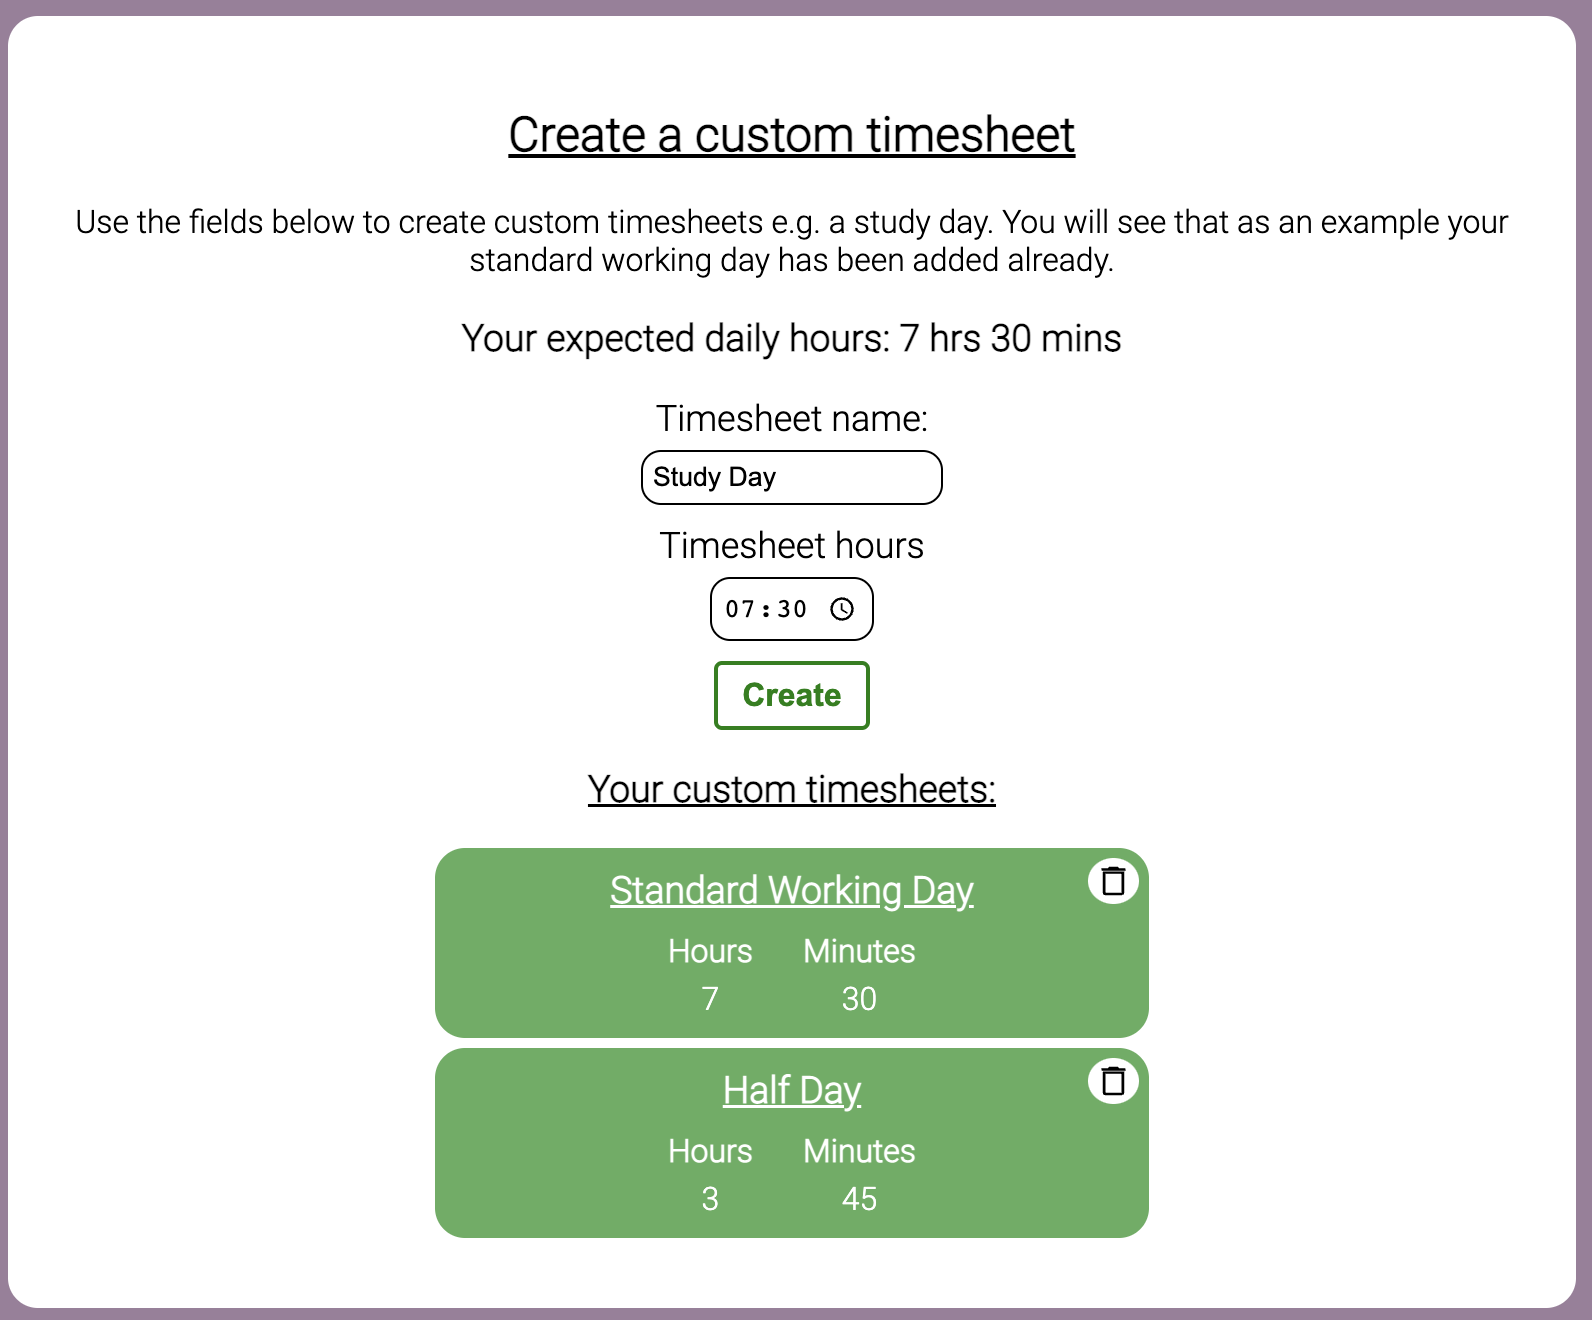 Create a custom timesheet
Use the fields below to create custom timesheets e.g. a study day. You will see that as an example your
standard working day has been added already.
Your expected daily hours: 7 hrs 30 mins
Timesheet name:
Study Day
Timesheet hours
07:30
Create
Your custom timesheets:
Standard Working Day
Hours Minutes
7 30
Half Day
Hours Minutes
3 45